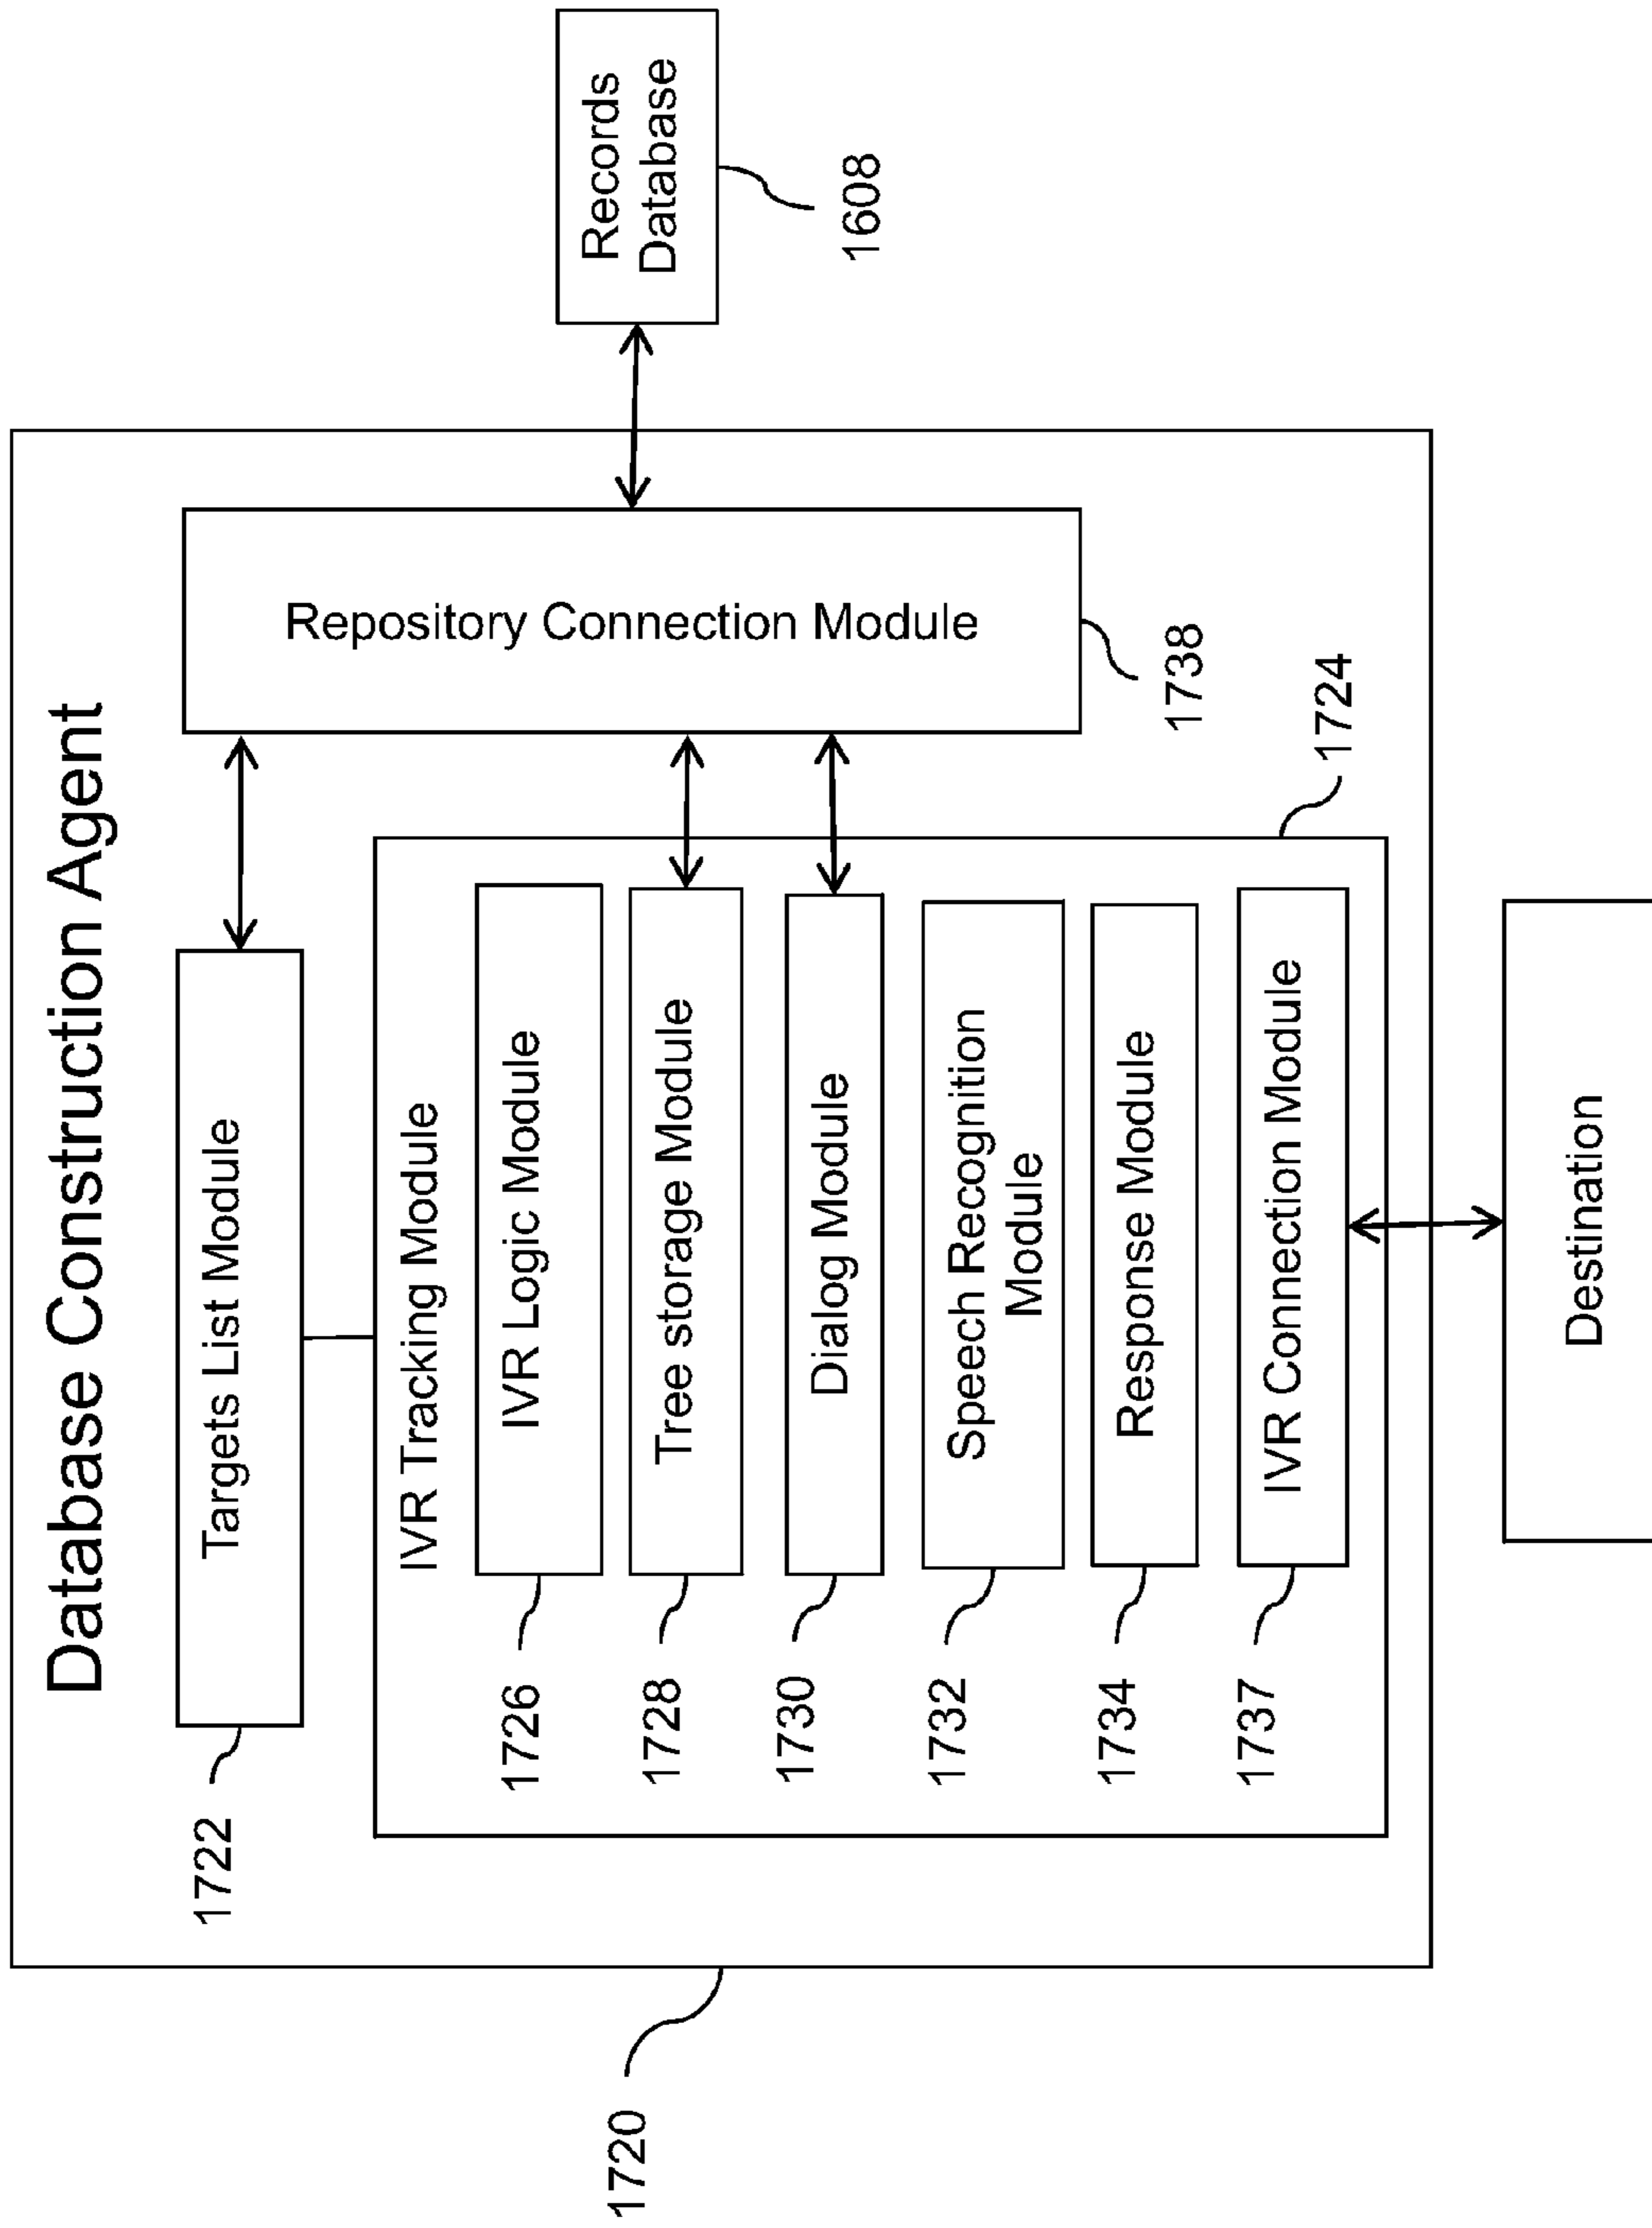 Database Construction Agent
1722
Targets List Module
IVR Tracking Module
1726
IVR Logic Module
1728
Tree storage Module
1730
Dialog Module
1732
Speech Recognition
Module
1734
Response Module
1737
IVR Connection Module
1724
Repository Connection Module
1738
Records
Database
1608
1720
Destination